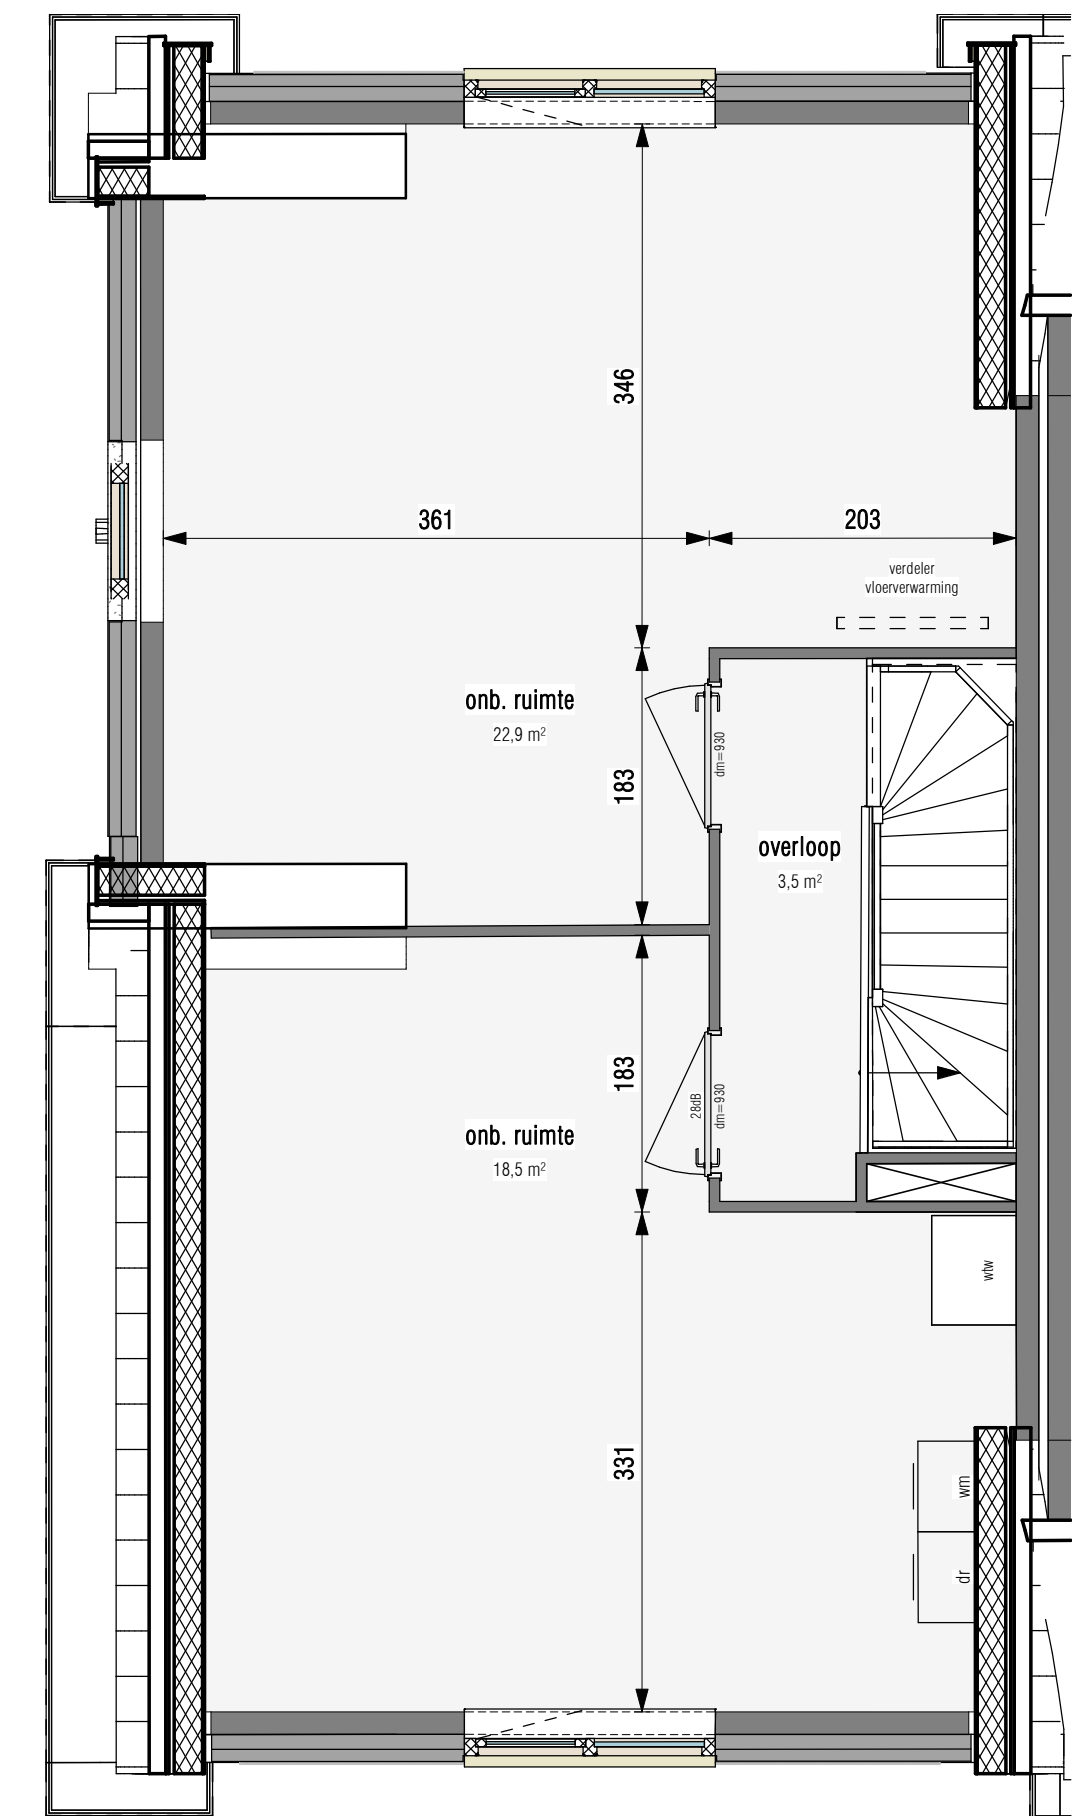 346
361
203
verdeler
vloerverwarming
onb. ruimte
22,9 m²
dm=930
183
overloop
3,5 m²
183
28dB
dm=930
onb. ruimte
18,5 m²
wtw
331
wm
dr